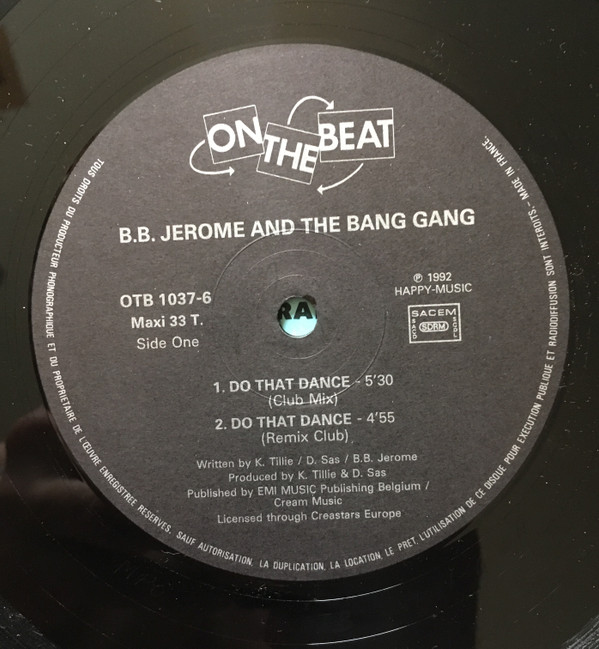 ON
THE
BEAT
B.B. JEROME AND THE BANG GANG
OTB 1037-6
Maxi 33 T.
Side One
℗ 1992
HAPPY-MUSIC
SACEM
SACD
SDRM
SCGL
RA
1. DO THAT DANCE - 5'30
(Club Mix)
2. DO THAT DANCE - 4'55
(Remix Club)
Written by K. Tillie / D. Sas / B.B. Jerome
Produced by K. Tillie & D. Sas
Published by EMI MUSIC Publishing Belgium /
Cream Music
Licensed through Creastars Europe
TOUS DROITS DU PRODUCTEUR PHONOGRAPHIQUE ET DU PROPRIETAIRE DE L'ŒUVRE ENREGISTREE RESERVES, SAUF AUTORISATION, LA DUPLICATION, LA LOCATION, LE PRET, L'UTILISATION DE CE DISQUE POUR EXECUTION PUBLIQUE ET RADIODIFFUSION SONT INTERDITS. - MADE IN FRANCE.